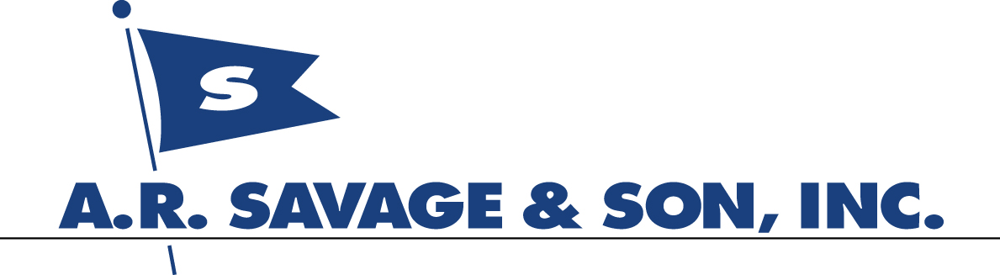 S
A.R. SAVAGE & SON, INC.